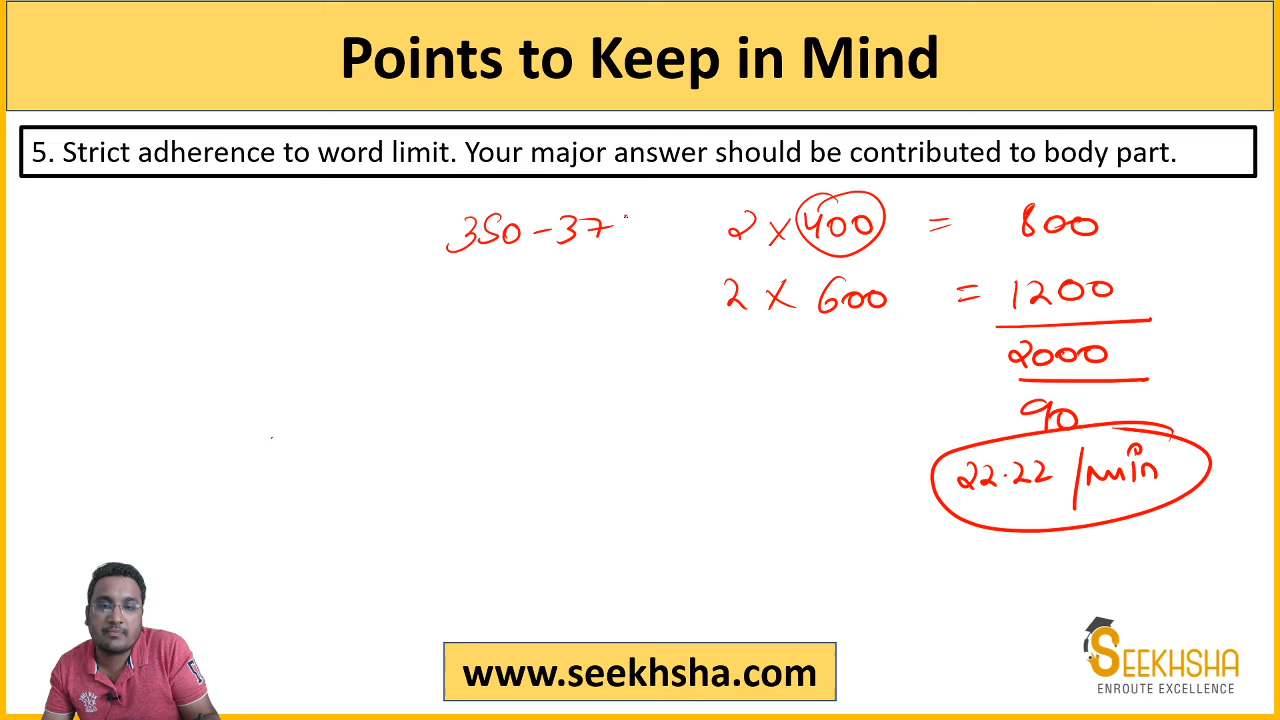 Points to Keep in Mind
5. Strict adherence to word limit. Your major answer should be contributed to body part.
350-37
2 x 400 = 800
2 x 600 = 1200
2000
90
22.22 /min
www.seekhsha.com
SEEKHSHA
ENROUTE EXCELLENCE